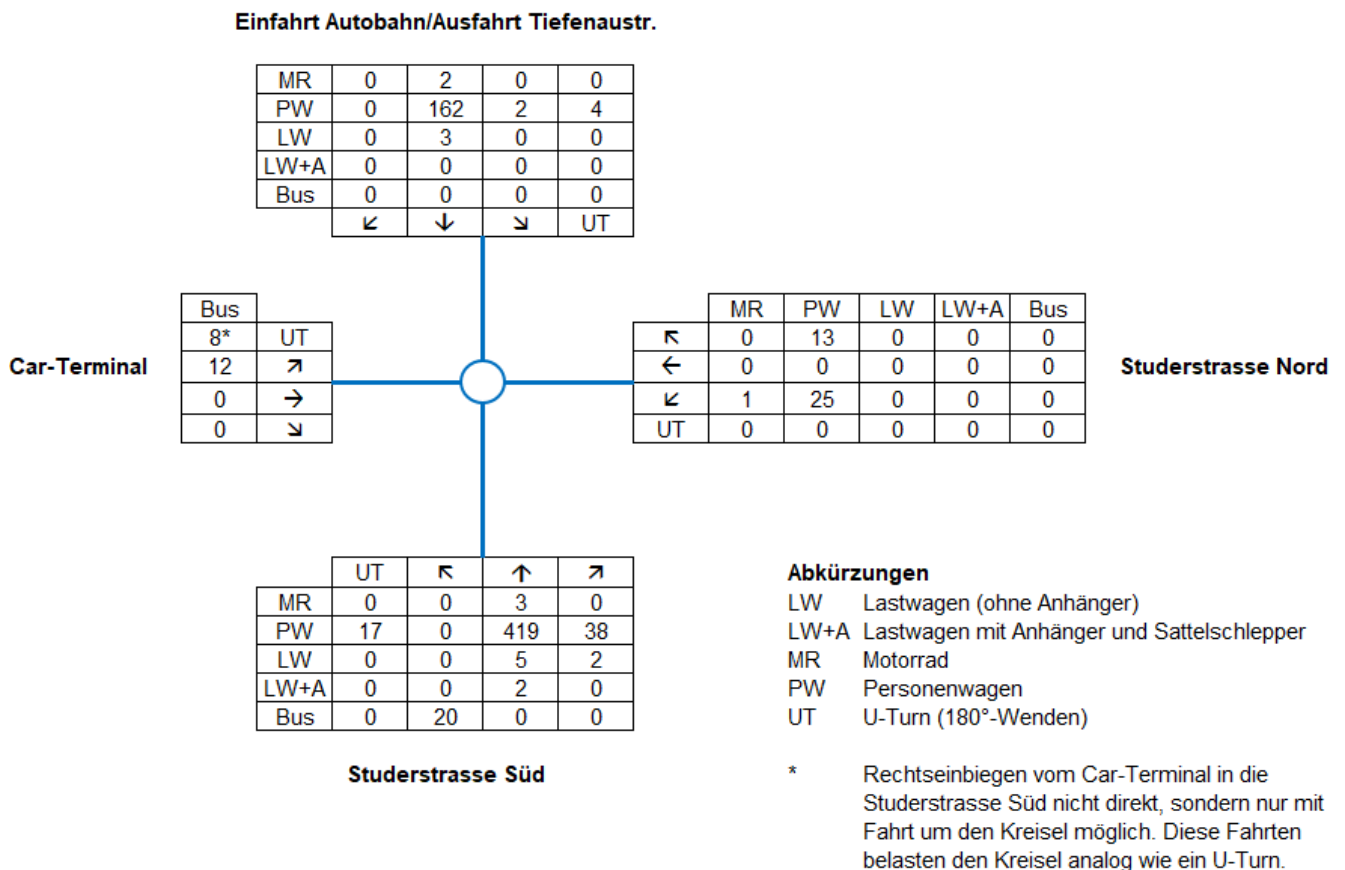 Einfahrt Autobahn/Ausfahrt Tiefenaustr.
MR 0 2 0 0
PW 0 162 2 4
LW 0 3 0 0
LW+A 0 0 0 0
Bus 0 0 0 0
↙ ↓ ↘ UT
Car-Terminal
Bus
8* UT
12 ↗
0 →
0 ↘
MR PW LW LW+A Bus
↖ 0 13 0 0 0
← 0 0 0 0 0
↙ 1 25 0 0 0
UT 0 0 0 0 0
Studerstrasse Nord
UT ↖ ↑ ↗
MR 0 0 3 0
PW 17 0 419 38
LW 0 0 5 2
LW+A 0 0 2 0
Bus 0 20 0 0
Studerstrasse Süd
Abkürzungen
LW Lastwagen (ohne Anhänger)
LW+A Lastwagen mit Anhänger und Sattelschlepper
MR Motorrad
PW Personenwagen
UT U-Turn (180°-Wenden)
* Rechtseinbiegen vom Car-Terminal in die
Studerstrasse Süd nicht direkt, sondern nur mit
Fahrt um den Kreisel möglich. Diese Fahrten
belasten den Kreisel analog wie ein U-Turn.